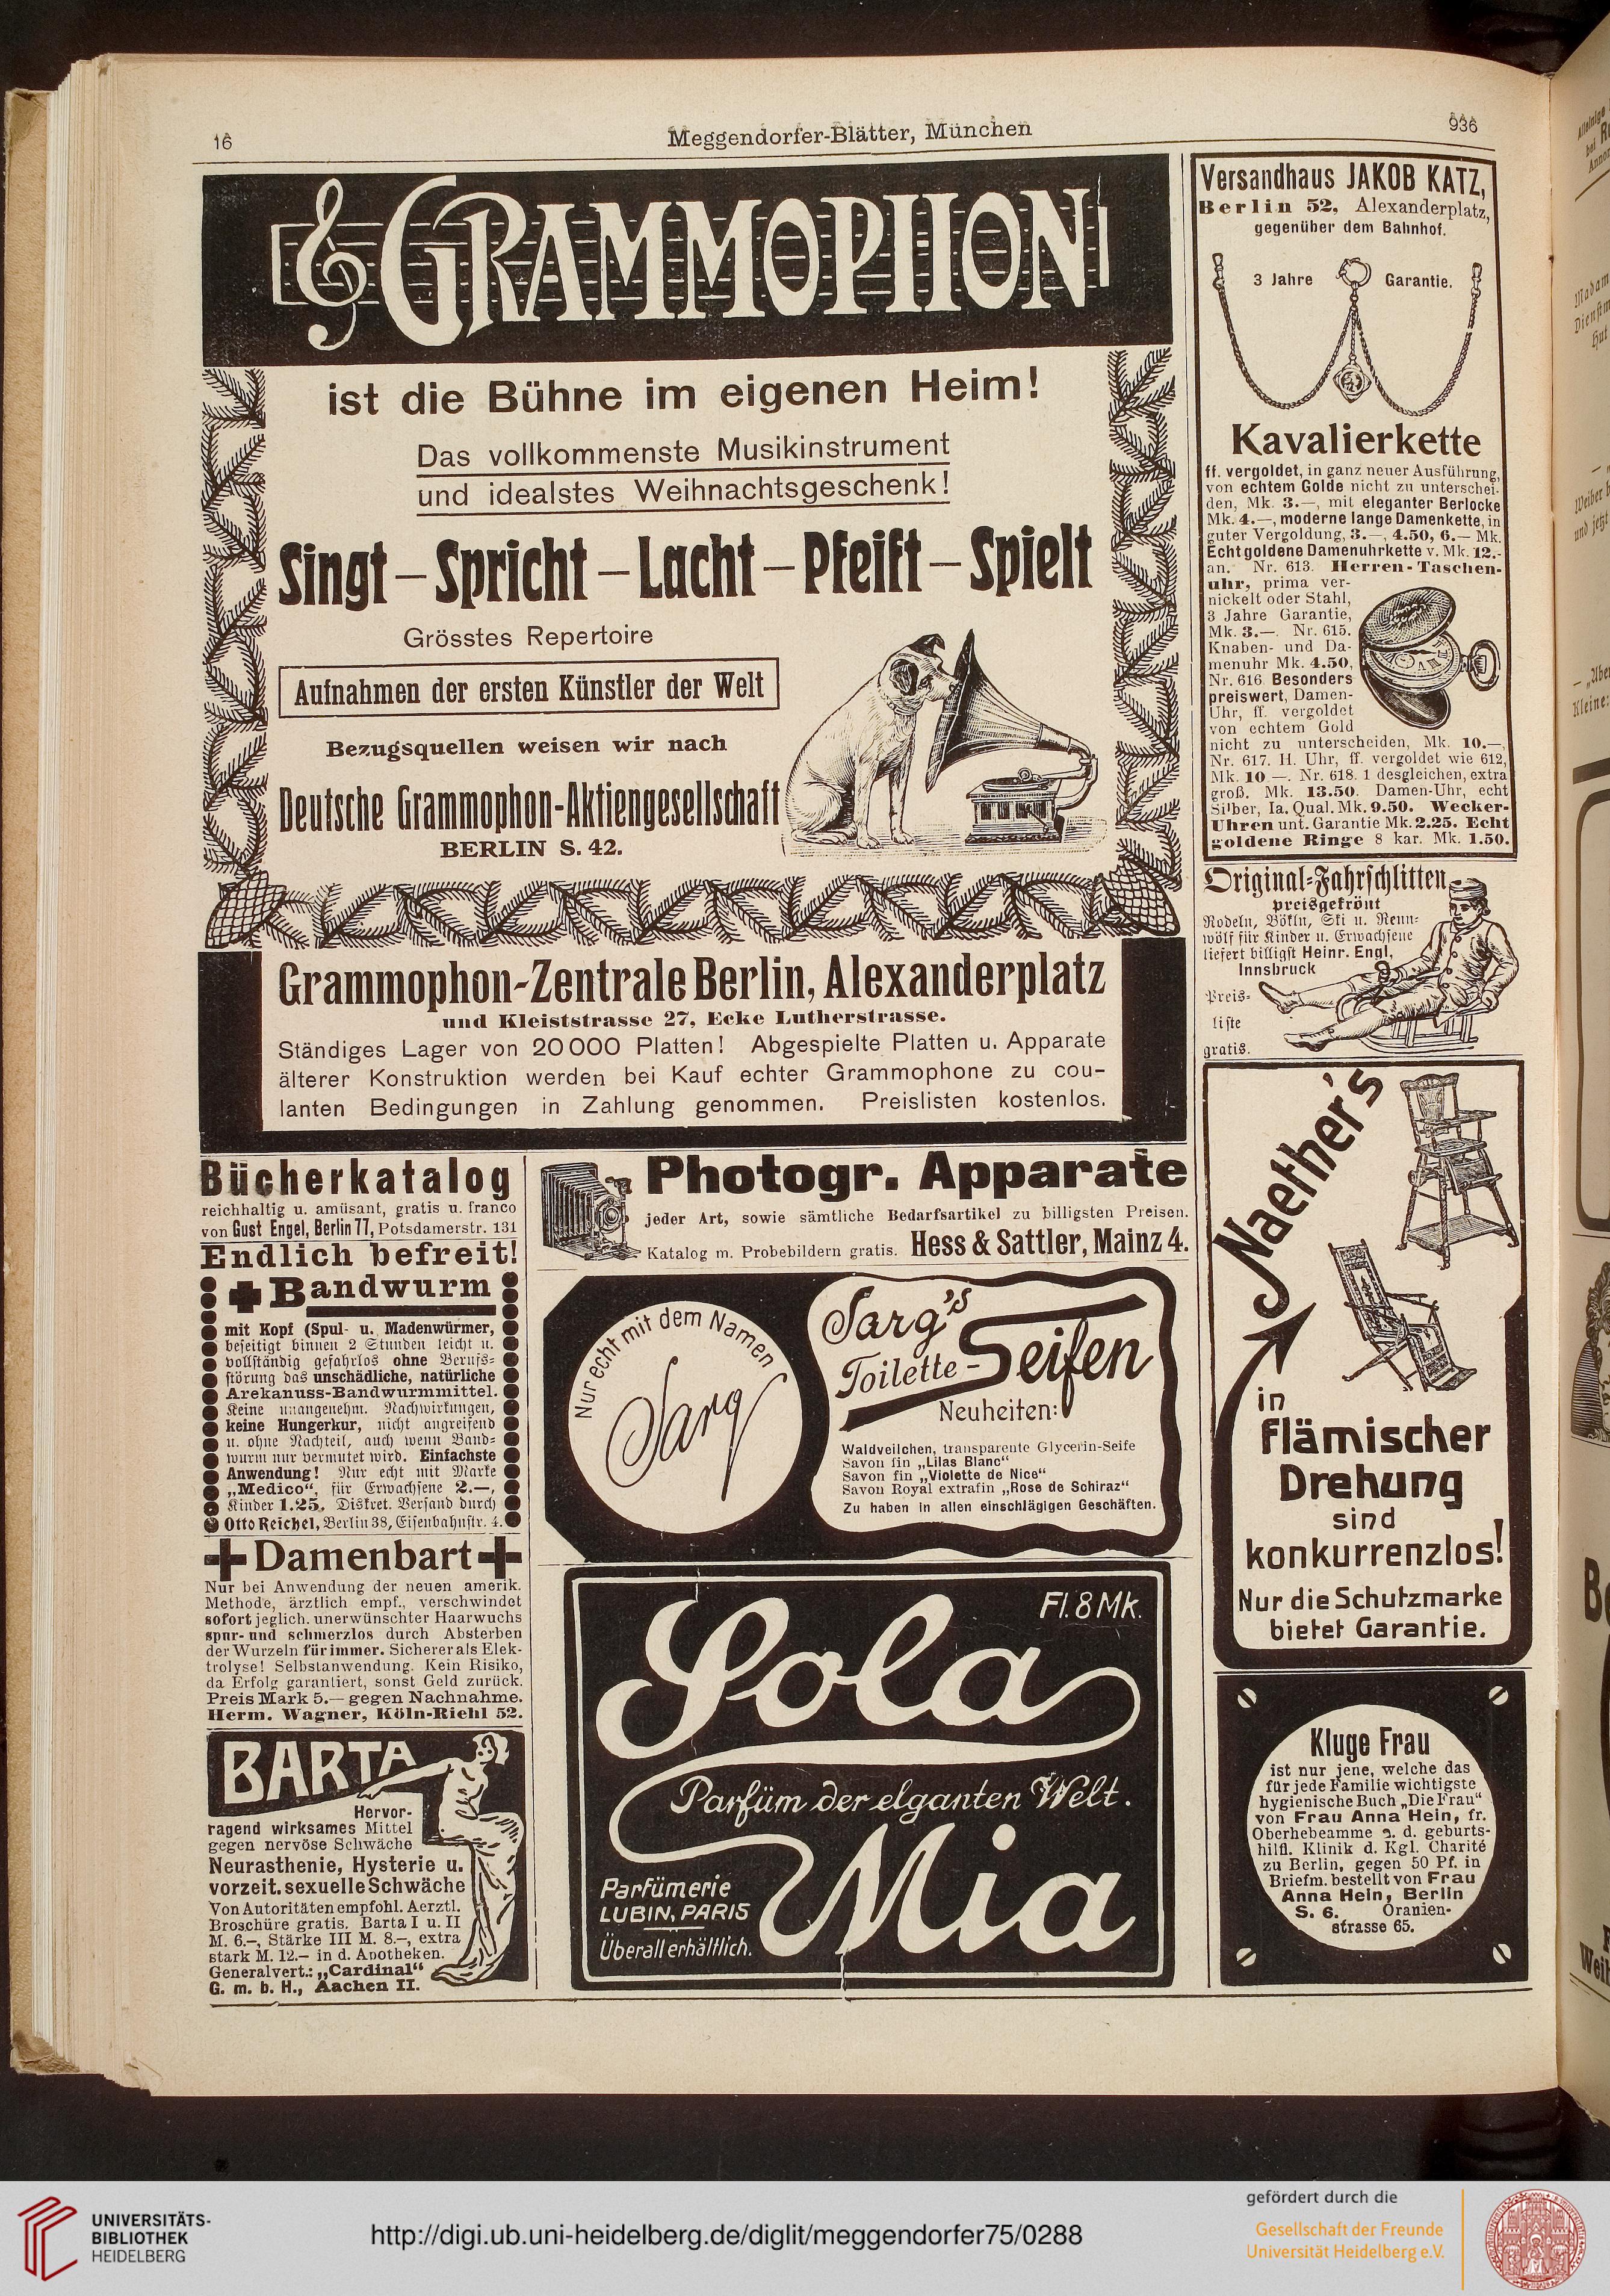 16
Meggendorfer-Blätter, München
936
GRAMMOPHON
ist die Bühne im eigenen Heim!
Das vollkommenste Musikinstrument
und idealstes Weihnachtsgeschenk!
Singt – Spricht – Lacht – Pfeift – Spielt
Grösstes Repertoire
Aufnahmen der ersten Künstler der Welt
Bezugsquellen weisen wir nach
Deutsche Grammophon-Aktiengesellschaft
BERLIN S. 42.
Grammophon-Zentrale Berlin, Alexanderplatz
und Kleiststrasse 27, Ecke Lutherstrasse.
Ständiges Lager von 20000 Platten! Abgespielte Platten u. Apparate
älterer Konstruktion werden bei Kauf echter Grammophone zu cou-
lanten Bedingungen in Zahlung genommen. Preislisten kostenlos.
Versandhaus JAKOB KATZ,
Berlin 52, Alexanderplatz,
gegenüber dem Bahnhof.
3 Jahre Garantie.
Kavalierkette
ff. vergoldet, in ganz neuer Ausführung,
von echtem Golde nicht zu unterschei-
den, Mk. 3.—, mit eleganter Berlocke
Mk. 4.—, moderne lange Damenkette, in
guter Vergoldung, 3.—, 4.50, 6.— Mk.
Echt goldene Damenuhrkette v. Mk. 12.-
an. Nr. 613. Herren-Taschen-
uhr, prima ver-
nickelt oder Stahl,
3 Jahre Garantie,
Mk. 3.—. Nr. 615.
Knaben- und Da-
menuhr Mk. 4.50,
Nr. 616. Besonders
preiswert, Damen-
Uhr, ff. vergoldet
von echtem Gold
nicht zu unterscheiden, Mk. 10.—,
Nr. 617. H. Uhr, ff. vergoldet wie 612,
Mk. 10.—. Nr. 618. 1 desgleichen, extra
groß. Mk. 13.50. Damen-Uhr, echt
Silber, Ia. Qual. Mk. 9.50. Wecker-
Uhren unt. Garantie Mk. 2.25. Echt
goldene Ringe 8 kar. Mk. 1.50.
Original-Fahrschlitten
preisgekrönt
Rodeln, Bökln, Ski u. Renn-
wölf für Kinder u. Erwachsene
liefert billigst Heinr. Engl,
Innsbruck
Preis-
liste
gratis.
Naether's
in
flämischer
Drehung
sind
konkurrenzlos!
Nur die Schutzmarke
bietet Garantie.
Kluge Frau
ist nur jene, welche das
für jede Familie wichtigste
hygienische Buch „Die Frau“
von Frau Anna Hein, fr.
Oberhebeamme a. d. geburts-
hilfl. Klinik d. Kgl. Charité
zu Berlin, gegen 50 Pf. in
Briefm. bestellt von Frau
Anna Hein, Berlin
S. 6. Oranien-
strasse 65.
Bücherkatalog
reichhaltig u. amüsant, gratis u. franco
von Gust Engel, Berlin 77, Potsdamerstr. 131
Endlich befreit!
Bandwurm
mit Kopf (Spul- u. Madenwürmer,
beseitigt binnen 2 Stunden leicht u.
vollständig gefahrlos ohne Berufs-
störung das unschädliche, natürliche
Arekanuss-Bandwurmmittel.
Keine unangenehm. Nachwirkungen,
keine Hungerkur, nicht angreifend
u. ohne Nachteil, auch wenn Band-
wurm nur vermutet wird. Einfachste
Anwendung! Nur echt mit Marke
„Medico“, für Erwachsene 2.—,
Kinder 1.25. Diskret. Versand durch
Otto Reichel, Berlin 38, Eisenbahnstr. 4.
Damenbart
Nur bei Anwendung der neuen amerik.
Methode, ärztlich empf., verschwindet
sofort jeglich. unerwünschter Haarwuchs
spur- und schmerzlos durch Absterben
der Wurzeln für immer. Sicherer als Elek-
trolyse! Selbstanwendung. Kein Risiko,
da Erfolg garantiert, sonst Geld zurück.
Preis Mark 5.— gegen Nachnahme.
Herm. Wagner, Köln-Riehl 52.
BARTA
Hervor-
ragend wirksames Mittel
gegen nervöse Schwäche
Neurasthenie, Hysterie u.
vorzeit. sexuelle Schwäche
Von Autoritäten empfohl. Aerztl.
Broschüre gratis. Barta I u. II
M. 6.–, Stärke III M. 8.–, extra
stark M. 12.– in d. Apotheken.
Generalvert.: „Cardinal“
G. m. b. H., Aachen II.
Photogr. Apparate
jeder Art, sowie sämtliche Bedarfsartikel zu billigsten Preisen.
Katalog m. Probebildern gratis. Hess & Sattler, Mainz 4.
Nur echt mit dem Namen
Sarg
Sarg's
Toilette-Seifen
Neuheiten:
Waldveilchen, transparente Glycerin-Seife
Savon fin „Lilas Blanc“
Savon fin „Violette de Nice“
Savon Royal extrafin „Rose de Schiraz“
Zu haben in allen einschlägigen Geschäften.
Fl. 8 Mk.
Sola
Parfüm der eleganten Welt.
Mia
Parfümerie
LUBIN, PARIS
Überall erhältlich.
UNIVERSITÄTS-
BIBLIOTHEK
HEIDELBERG
http://digi.ub.uni-heidelberg.de/diglit/meggendorfer75/0288
gefördert durch die
Gesellschaft der Freunde
Universität Heidelberg e.V.